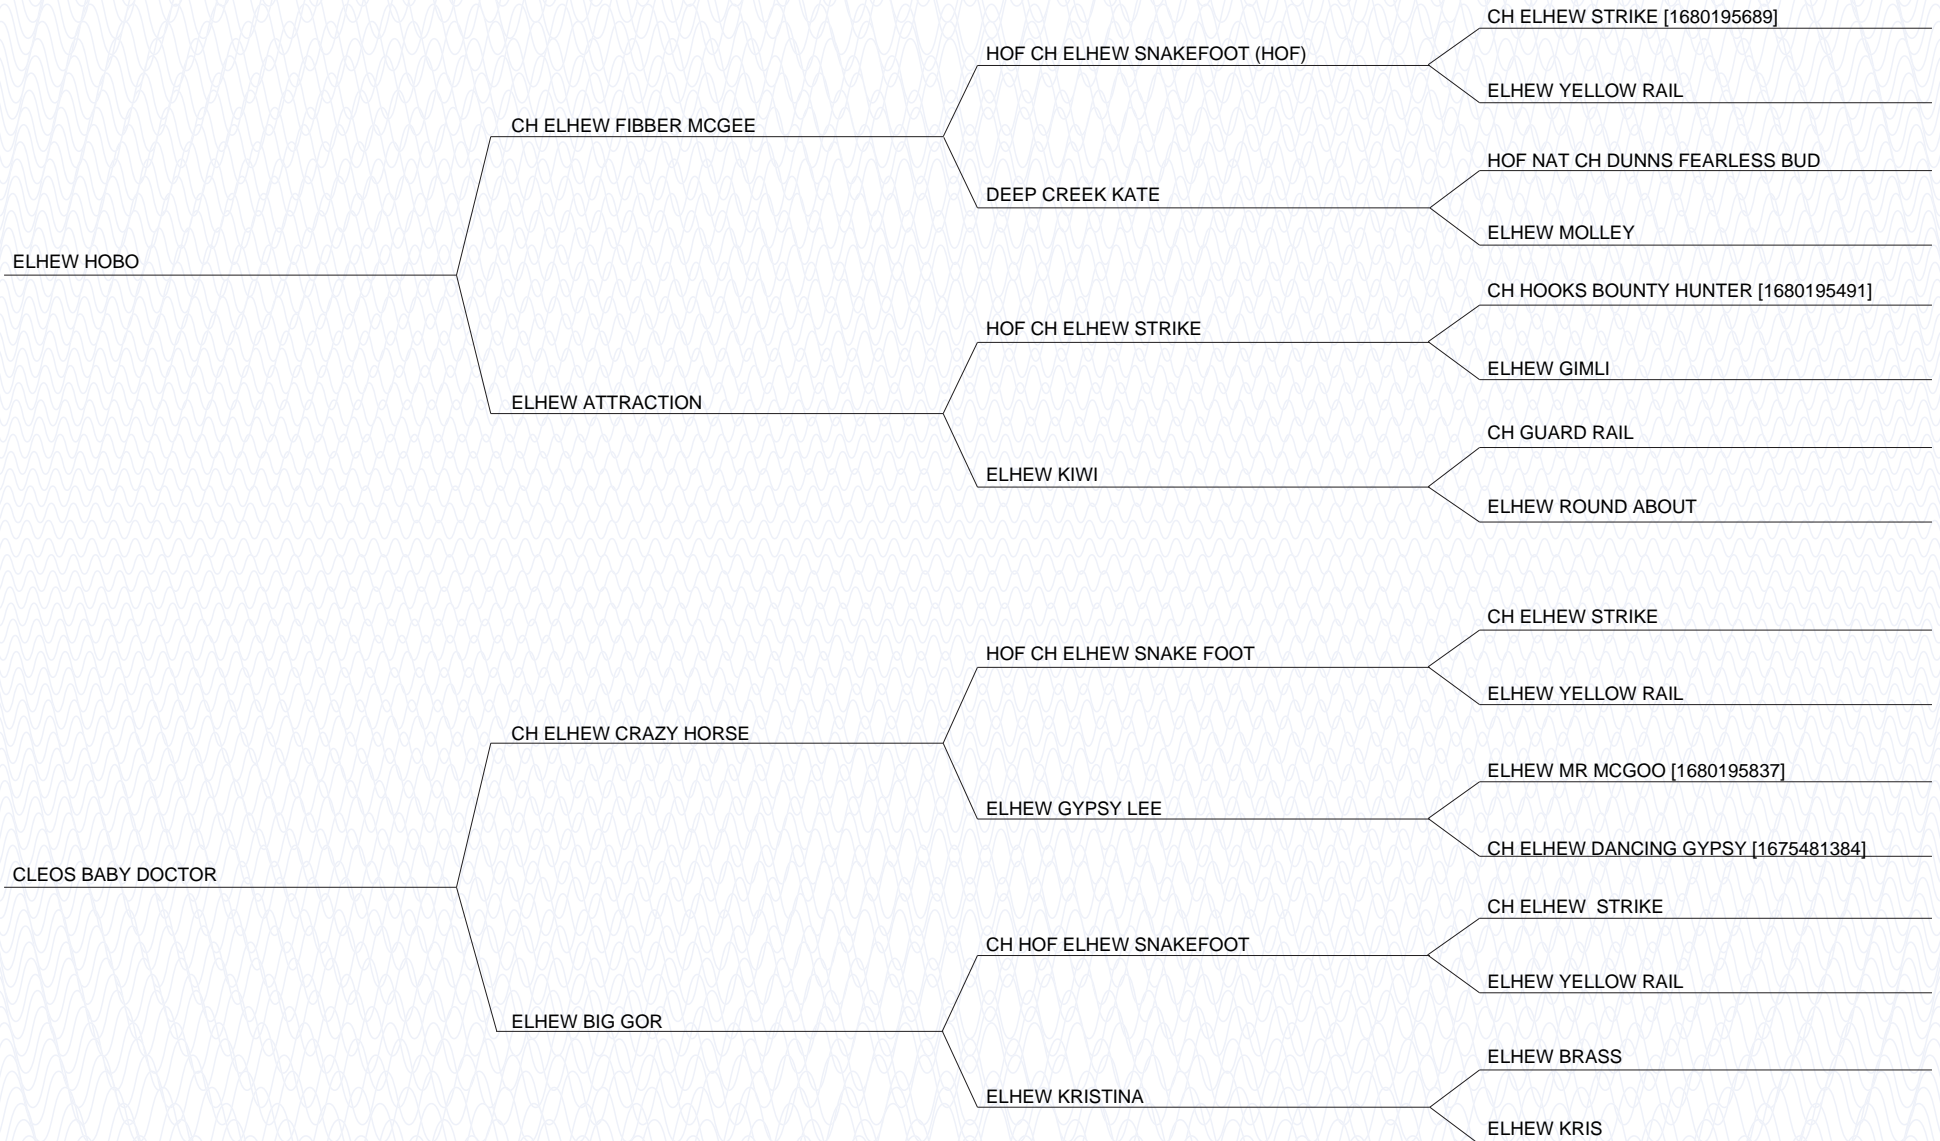 CH ELHEW STRIKE [1680195689]
HOF CH ELHEW SNAKEFOOT (HOF)
ELHEW YELLOW RAIL
CH ELHEW FIBBER MCGEE
HOF NAT CH DUNNS FEARLESS BUD
DEEP CREEK KATE
ELHEW MOLLEY
ELHEW HOBO
CH HOOKS BOUNTY HUNTER [1680195491]
HOF CH ELHEW STRIKE
ELHEW GIMLI
ELHEW ATTRACTION
CH GUARD RAIL
ELHEW KIWI
ELHEW ROUND ABOUT
CH ELHEW STRIKE
HOF CH ELHEW SNAKE FOOT
ELHEW YELLOW RAIL
CH ELHEW CRAZY HORSE
ELHEW MR MCGOO [1680195837]
ELHEW GYPSY LEE
CH ELHEW DANCING GYPSY [1675481384]
CLEOS BABY DOCTOR
CH ELHEW  STRIKE
CH HOF ELHEW SNAKEFOOT
ELHEW YELLOW RAIL
ELHEW BIG GOR
ELHEW BRASS
ELHEW KRISTINA
ELHEW KRIS